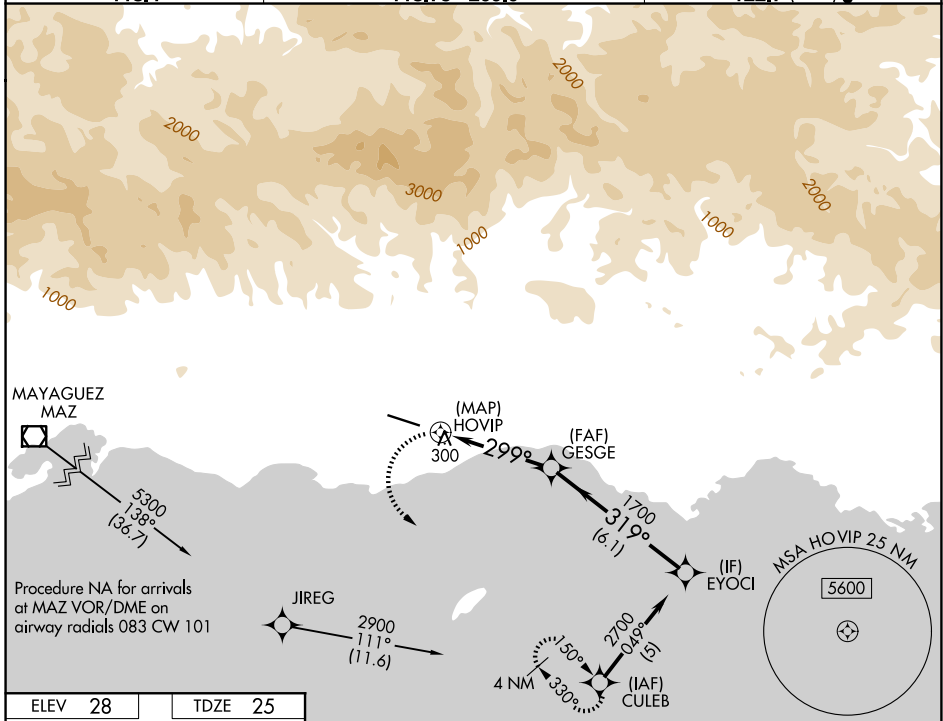 2000
2000
3000
2000
1000
1000
1000
MAYAGUEZ
MAZ
(MAP)
HOVIP
300
299°
(FAF)
GESGE
5300
138°
(36.7)
1700
319°
(6.1)
(IF)
EYOCI
MSA HOVIP 25 NM
5600
Procedure NA for arrivals
at MAZ VOR/DME on
airway radials 083 CW 101
JIREG
2900
111°
(11.6)
2700
049°
(5)
150°
330°
4 NM
(IAF)
CULEB
ELEV 28
TDZE 25